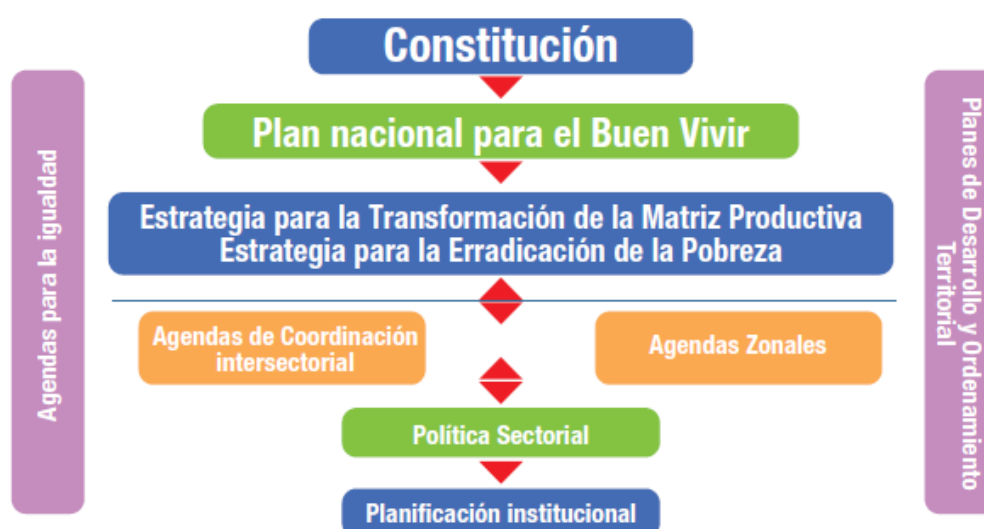 Constitución
Plan nacional para el Buen Vivir
Estrategia para la Transformación de la Matriz Productiva
Estrategia para la Erradicación de la Pobreza
Agendas de Coordinación
intersectorial
Agendas Zonales
Política Sectorial
Planificación institucional
Agendas para la igualdad
Planes de Desarrollo y Ordenamiento
Territorial